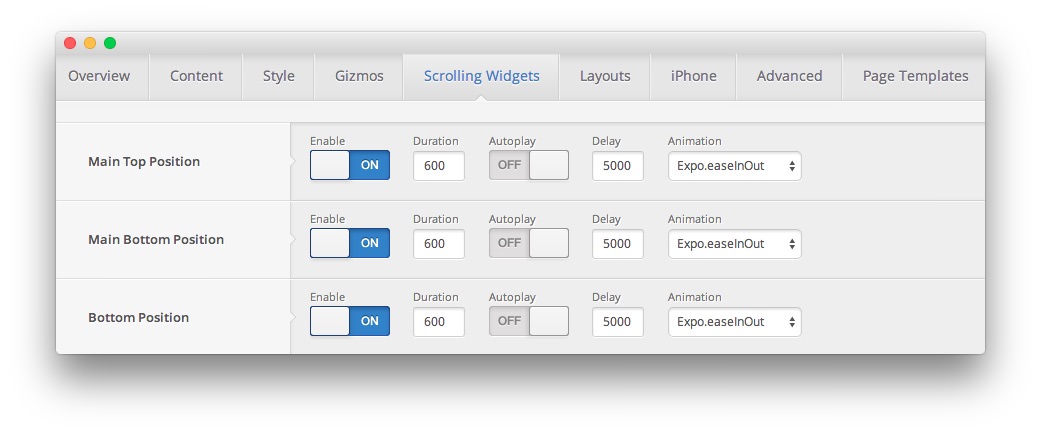 Overview Content Style Gizmos Scrolling Widgets Layouts iPhone Advanced Page Templates
Enable Duration Autoplay Delay Animation
Main Top Position ON 600 OFF 5000 Expo.easeInOut
Enable Duration Autoplay Delay Animation
Main Bottom Position ON 600 OFF 5000 Expo.easeInOut
Enable Duration Autoplay Delay Animation
Bottom Position ON 600 OFF 5000 Expo.easeInOut